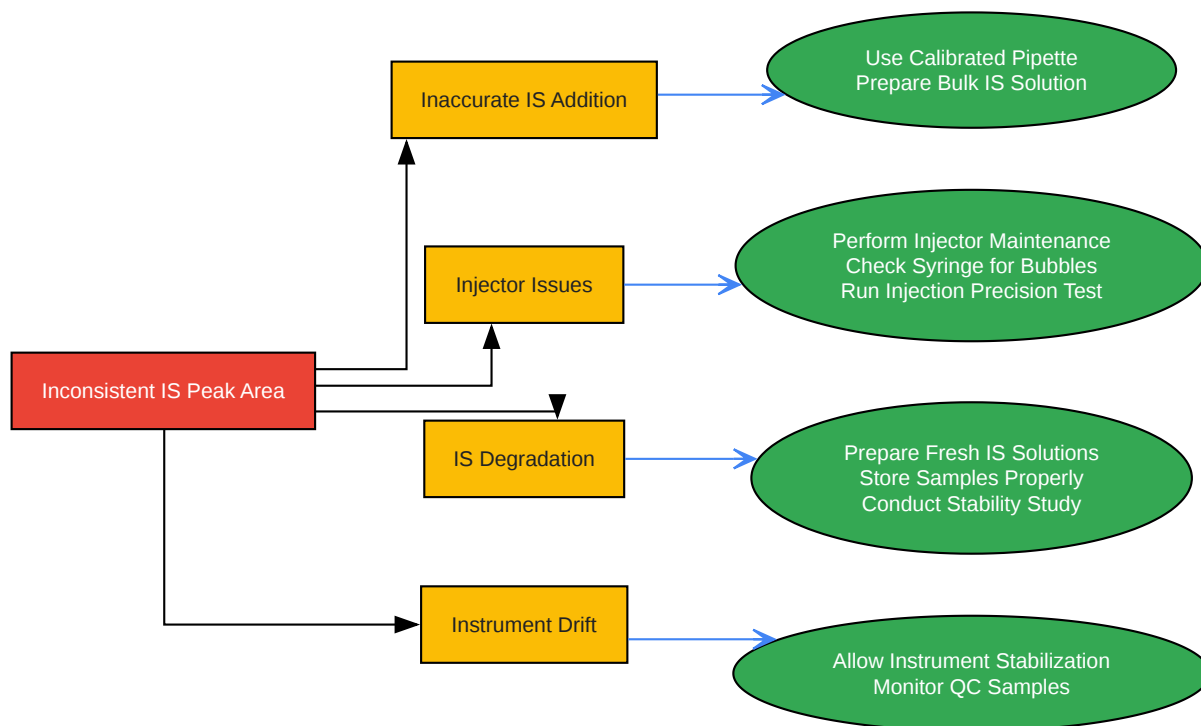 Inconsistent IS Peak Area
Inaccurate IS Addition
Use Calibrated Pipette
Prepare Bulk IS Solution
Injector Issues
Perform Injector Maintenance
Check Syringe for Bubbles
Run Injection Precision Test
IS Degradation
Prepare Fresh IS Solutions
Store Samples Properly
Conduct Stability Study
Instrument Drift
Allow Instrument Stabilization
Monitor QC Samples